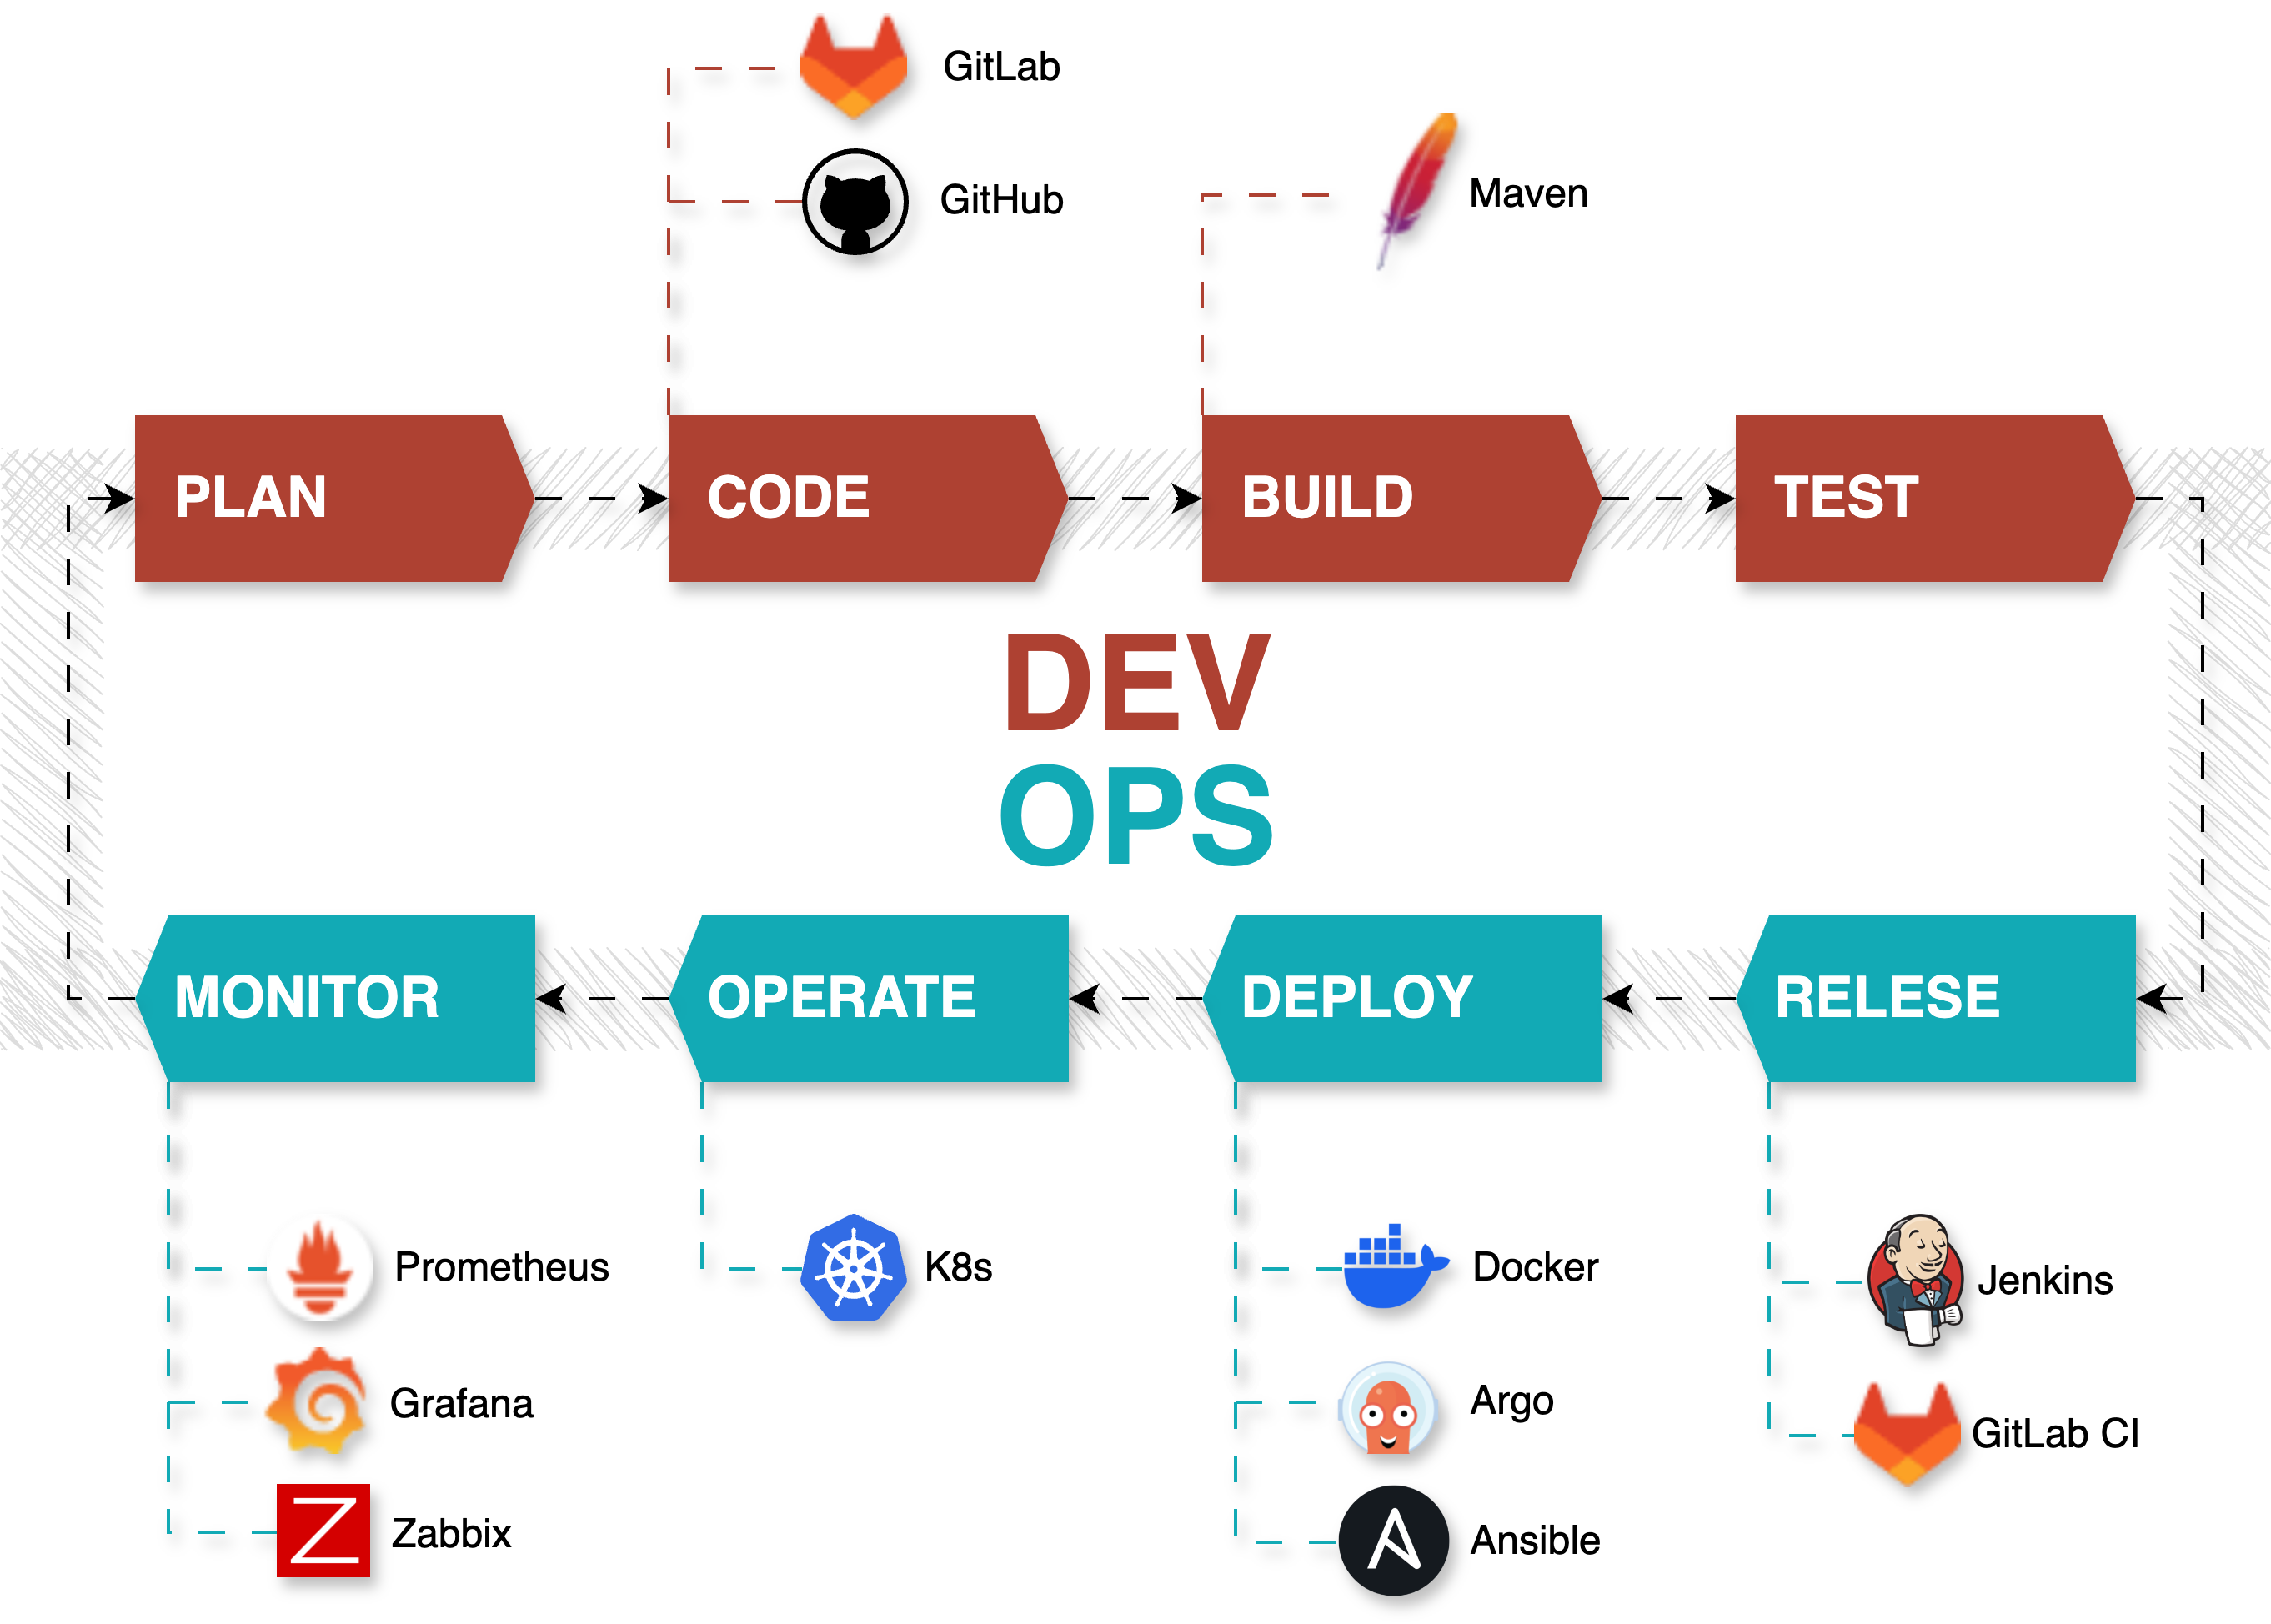 GitLab
GitHub
Maven
PLAN
CODE
BUILD
TEST
DEV
OPS
MONITOR
OPERATE
DEPLOY
RELESE
Prometheus
K8s
Docker
Jenkins
Grafana
Argo
GitLab CI
Zabbix
Ansible